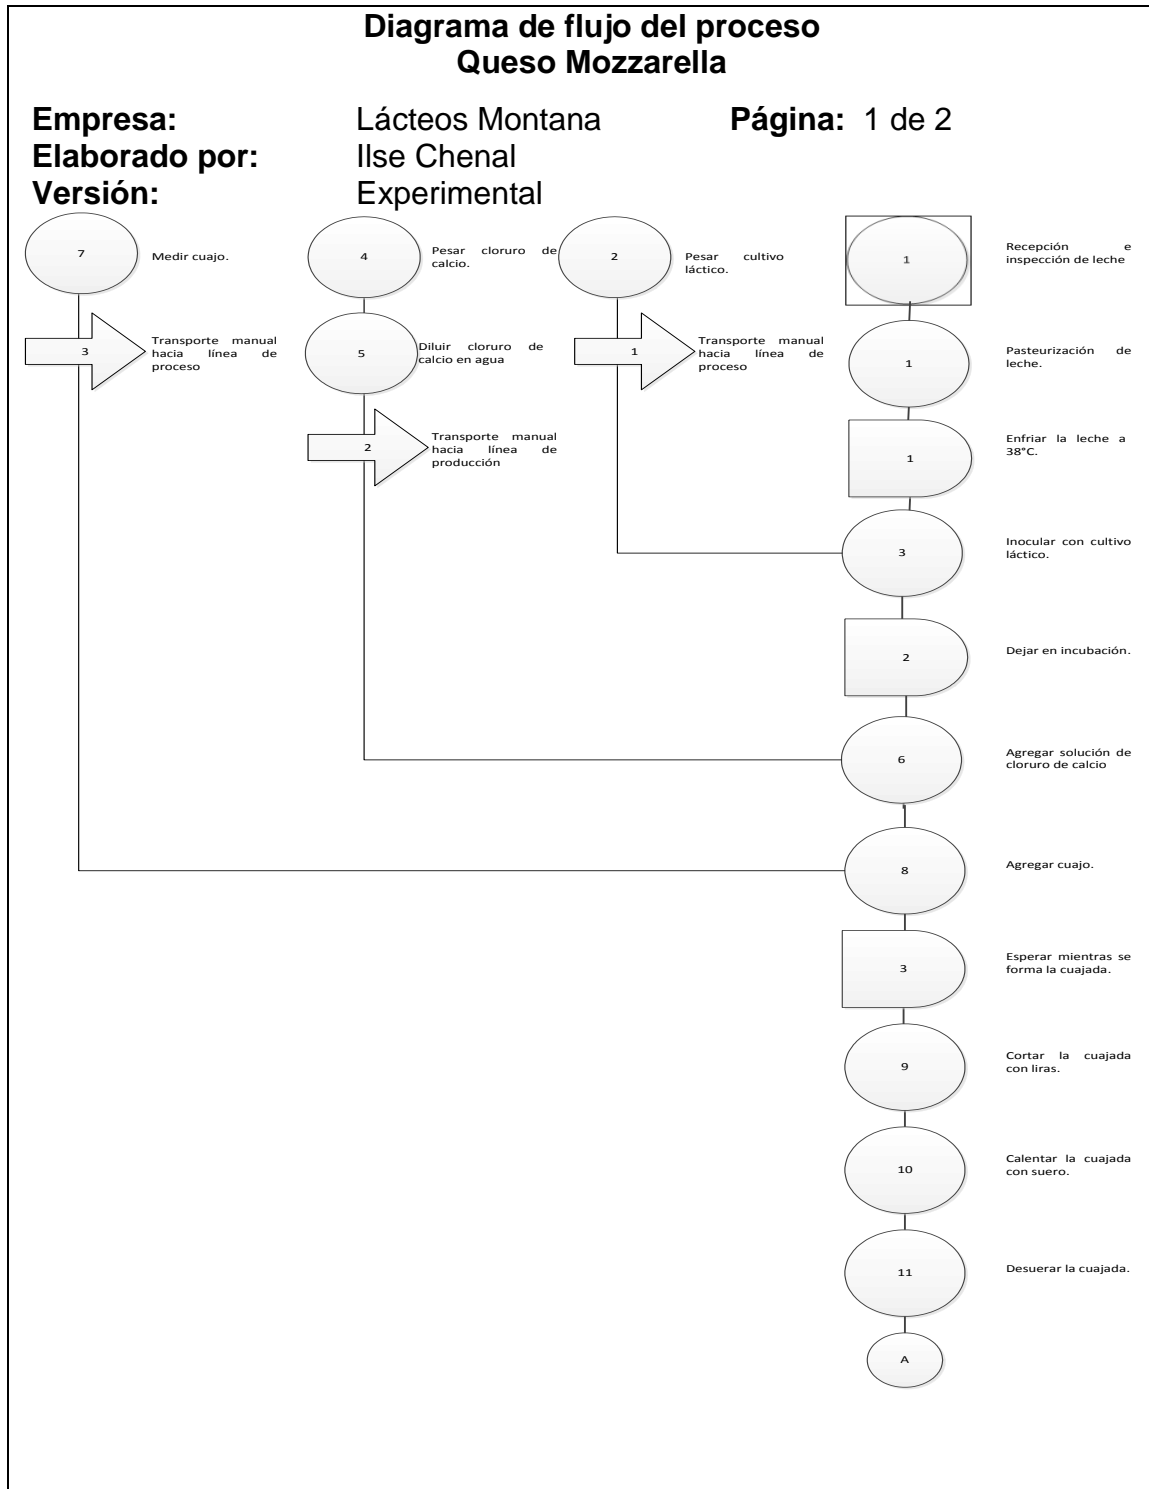 Diagrama de flujo del proceso
Queso Mozzarella
Empresa: Lácteos Montana Página: 1 de 2
Elaborado por: Ilse Chenal
Versión: Experimental
7
Medir cuajo.
3
Transporte manual
hacia línea de
proceso
4
Pesar cloruro de
calcio.
5
Diluir cloruro de
calcio en agua
2
Transporte manual
hacia línea de
producción
2
Pesar cultivo
láctico.
1
Transporte manual
hacia línea de
proceso
1
Recepción e
inspección de leche
1
Pasteurización de
leche.
1
Enfriar la leche a
38°C.
3
Inocular con cultivo
láctico.
2
Dejar en incubación.
6
Agregar solución de
cloruro de calcio
8
Agregar cuajo.
3
Esperar mientras se
forma la cuajada.
9
Cortar la cuajada
con liras.
10
Calentar la cuajada
con suero.
11
Desuerar la cuajada.
A